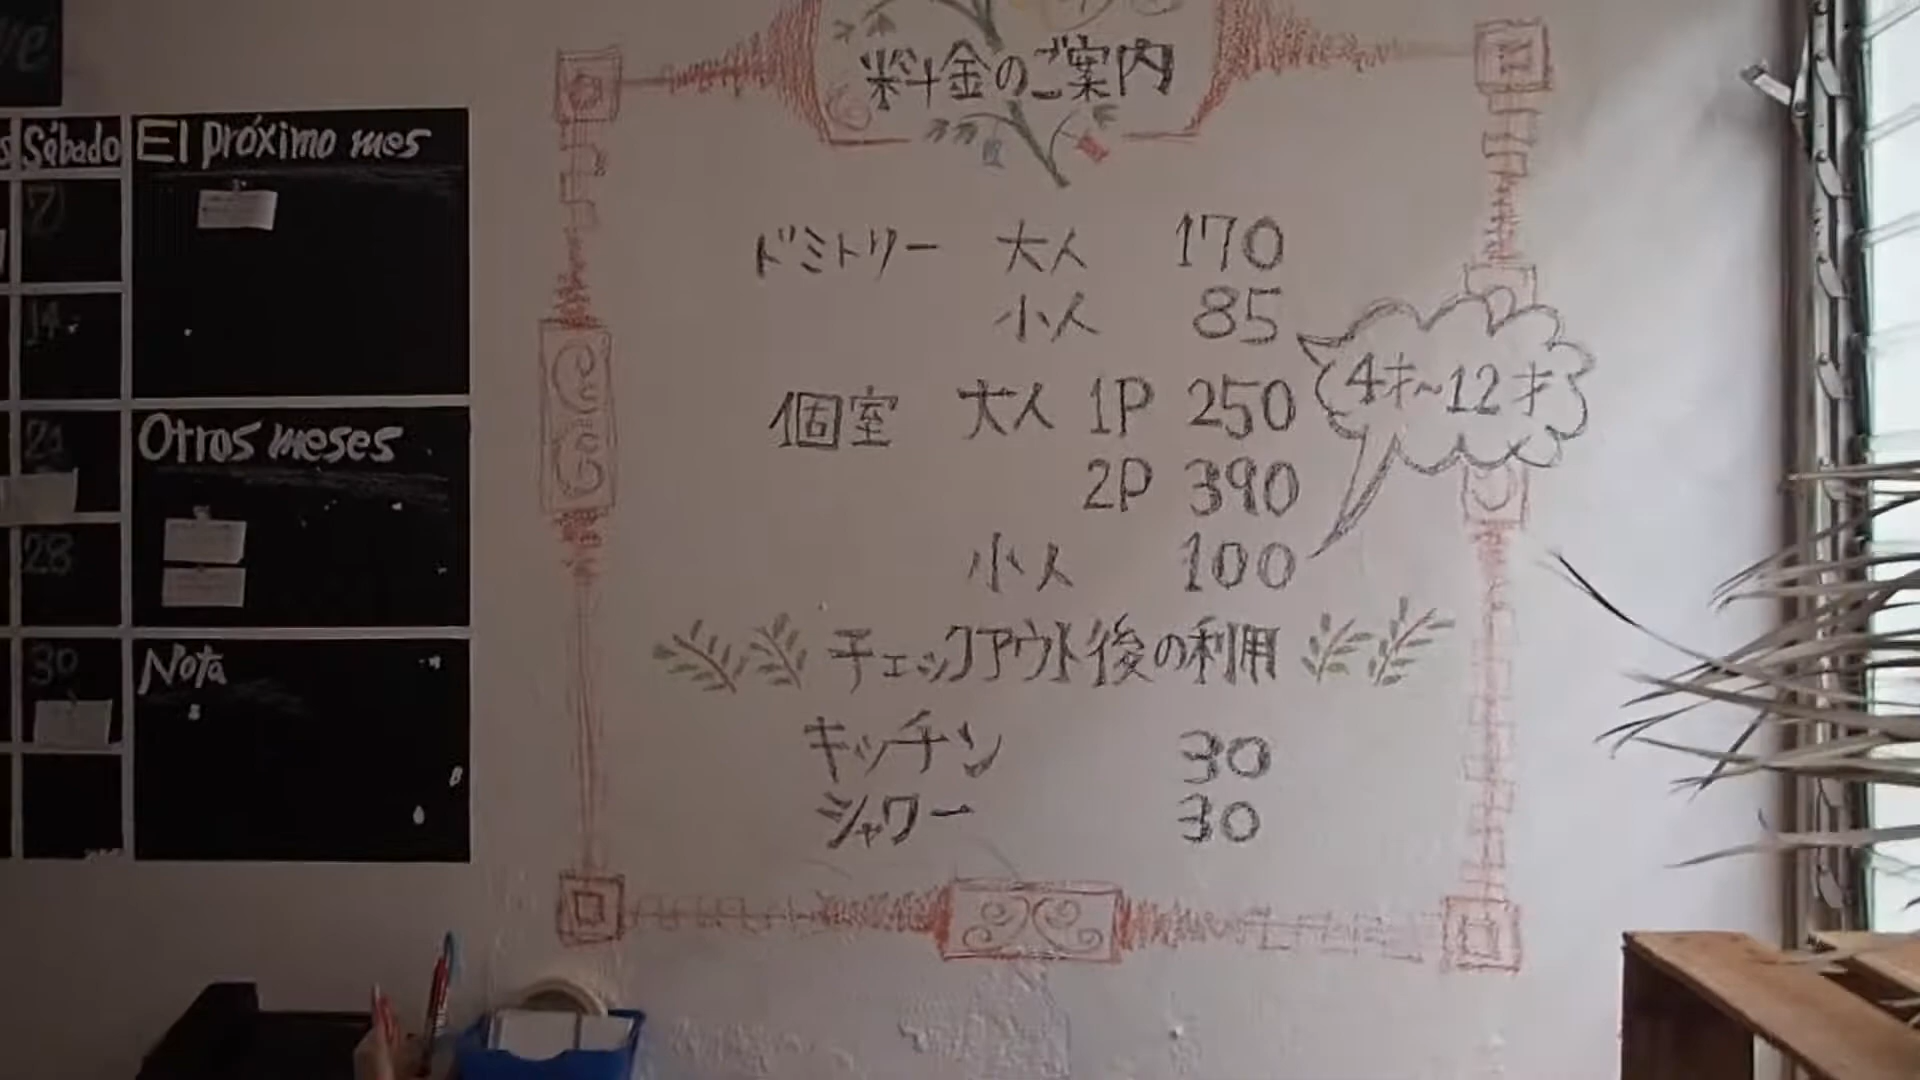 Sábado
7
14
21
28
30
El próximo mes
Otros meses
Nota
料金のご案内
ドミトリー 大人 170
小人 85
個室 大人 1P 250
2P 390
小人 100
4才~12才
チェックアウト後の利用
キッチン 30
シャワー 30